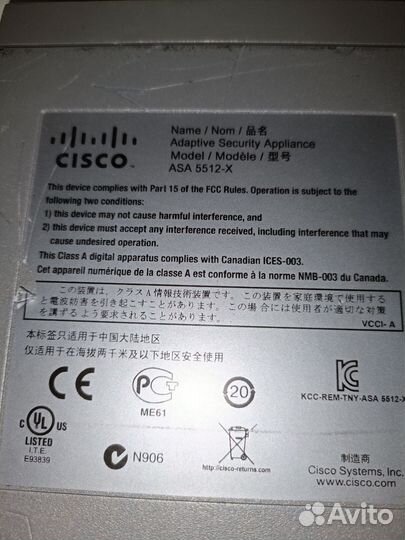 CISCO
Name / Nom / 品名
Adaptive Security Appliance
Model / Modèle / 型号
ASA 5512-X
This device complies with Part 15 of the FCC Rules. Operation is subject to the
following two conditions:
1) this device may not cause harmful interference, and
2) this device must accept any interference received, including interference that may
cause undesired operation.
This Class A digital apparatus complies with Canadian ICES-003.
Cet appareil numérique de la classe A est conforme à la norme NMB-003 du Canada.
この装置は、クラスA情報技術装置です。この装置を家庭環境で使用する
と電波妨害を引き起こすことがあります。この場合には使用者が適切な対策
を講ずるよう要求されることがあります。
VCCI- A
本标签只适用于中国大陆地区
仅适用于在海拔两千米及以下地区安全使用
CE
ME61
20
KCC-REM-TNY-ASA 5512-X
C UL US
LISTED
I.T.E.
E93839
N906
http://cisco-returns.com
制造商
Cisco Systems, Inc.
www.cisco.com
Avito